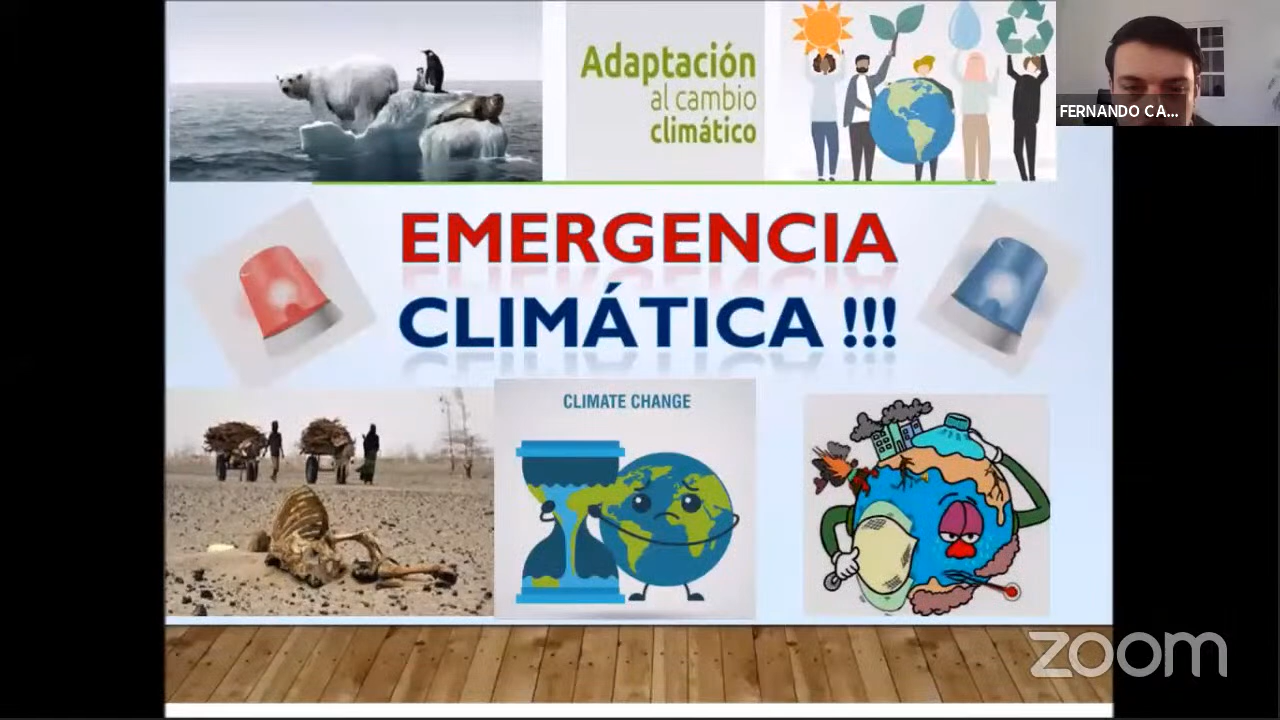 Adaptación
al cambio
climático
FERNANDO CA...
EMERGENCIA
CLIMÁTICA !!!
CLIMATE CHANGE
zoom